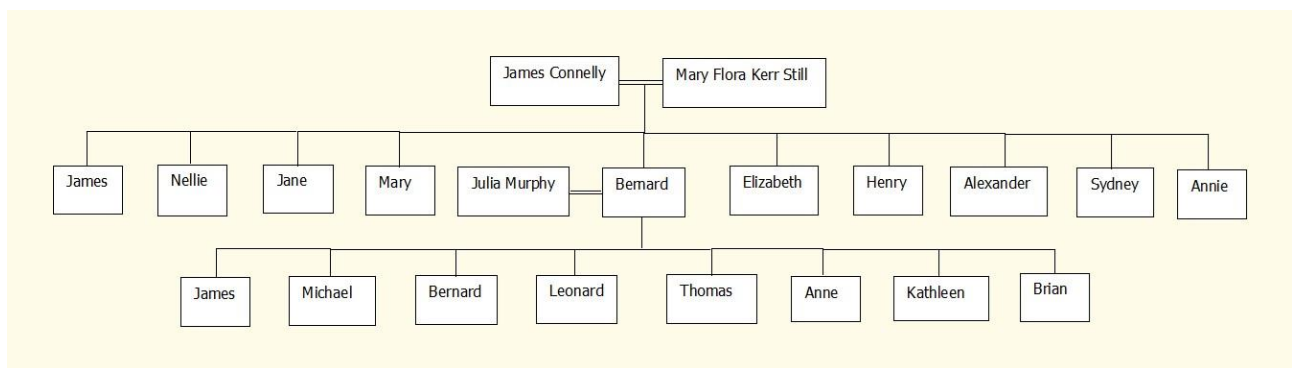 James Connelly
Mary Flora Kerr Still
James
Nellie
Jane
Mary
Julia Murphy
Bernard
Elizabeth
Henry
Alexander
Sydney
Annie
James
Michael
Bernard
Leonard
Thomas
Anne
Kathleen
Brian